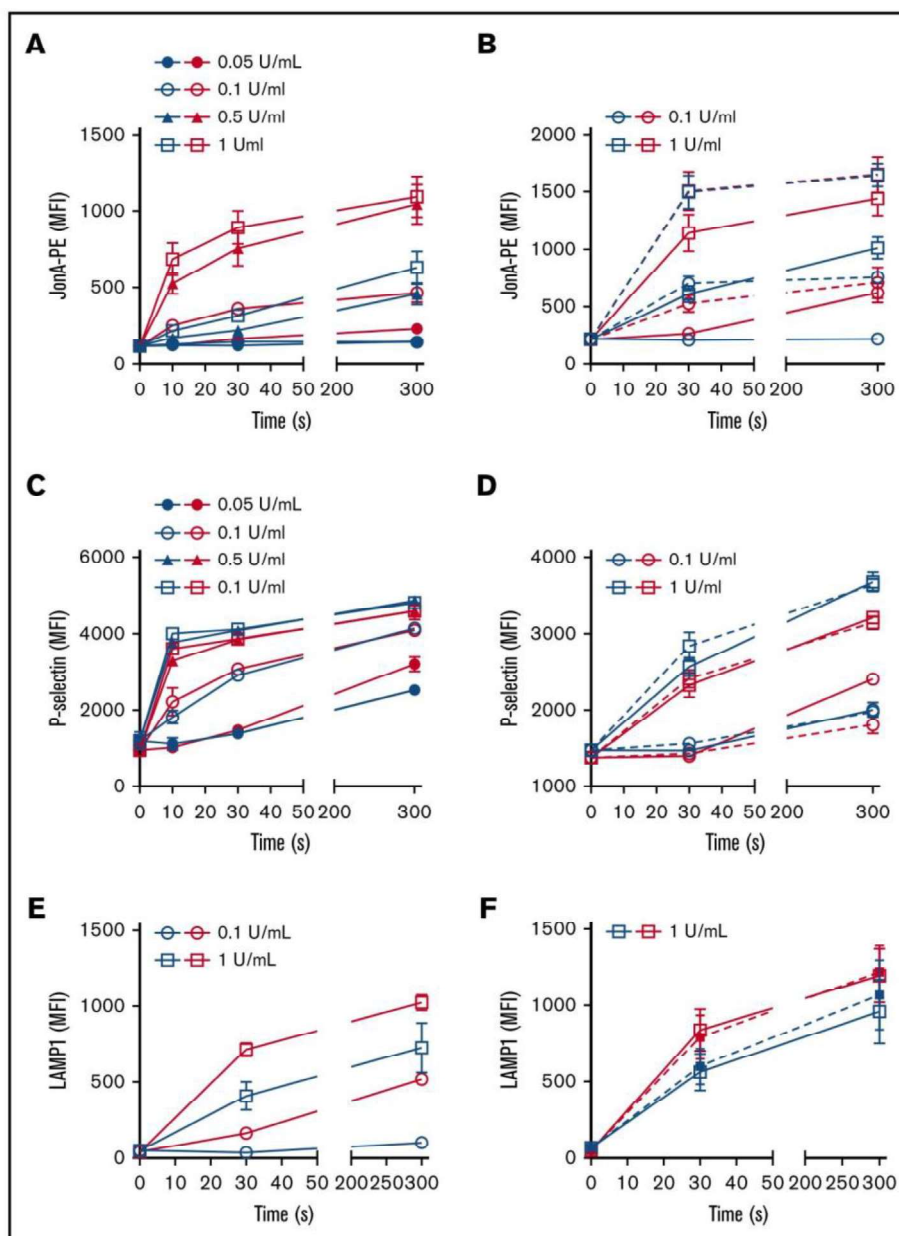 A
0.05 U/mL
0.1 U/ml
0.5 U/ml
1 Uml
1500
1000
500
0
JonA-PE (MFI)
0 10 20 30 40 50 200 300
Time (s)
B
0.1 U/ml
1 U/ml
2000
1500
1000
500
0
JonA-PE (MFI)
0 10 20 30 40 50 200 300
Time (s)
C
0.05 U/mL
0.1 U/ml
0.5 U/ml
0.1 U/ml
6000
4000
2000
0
P-selectin (MFI)
0 10 20 30 40 50 200 300
Time (s)
D
0.1 U/ml
1 U/ml
4000
3000
2000
1000
P-selectin (MFI)
0 10 20 30 40 50 200 300
Time (s)
E
0.1 U/mL
1 U/mL
1500
1000
500
0
LAMP1 (MFI)
0 10 20 30 40 50 200 250 300
Time (s)
F
1 U/mL
1500
1000
500
0
LAMP1 (MFI)
0 10 20 30 40 50 200 250 300
Time (s)